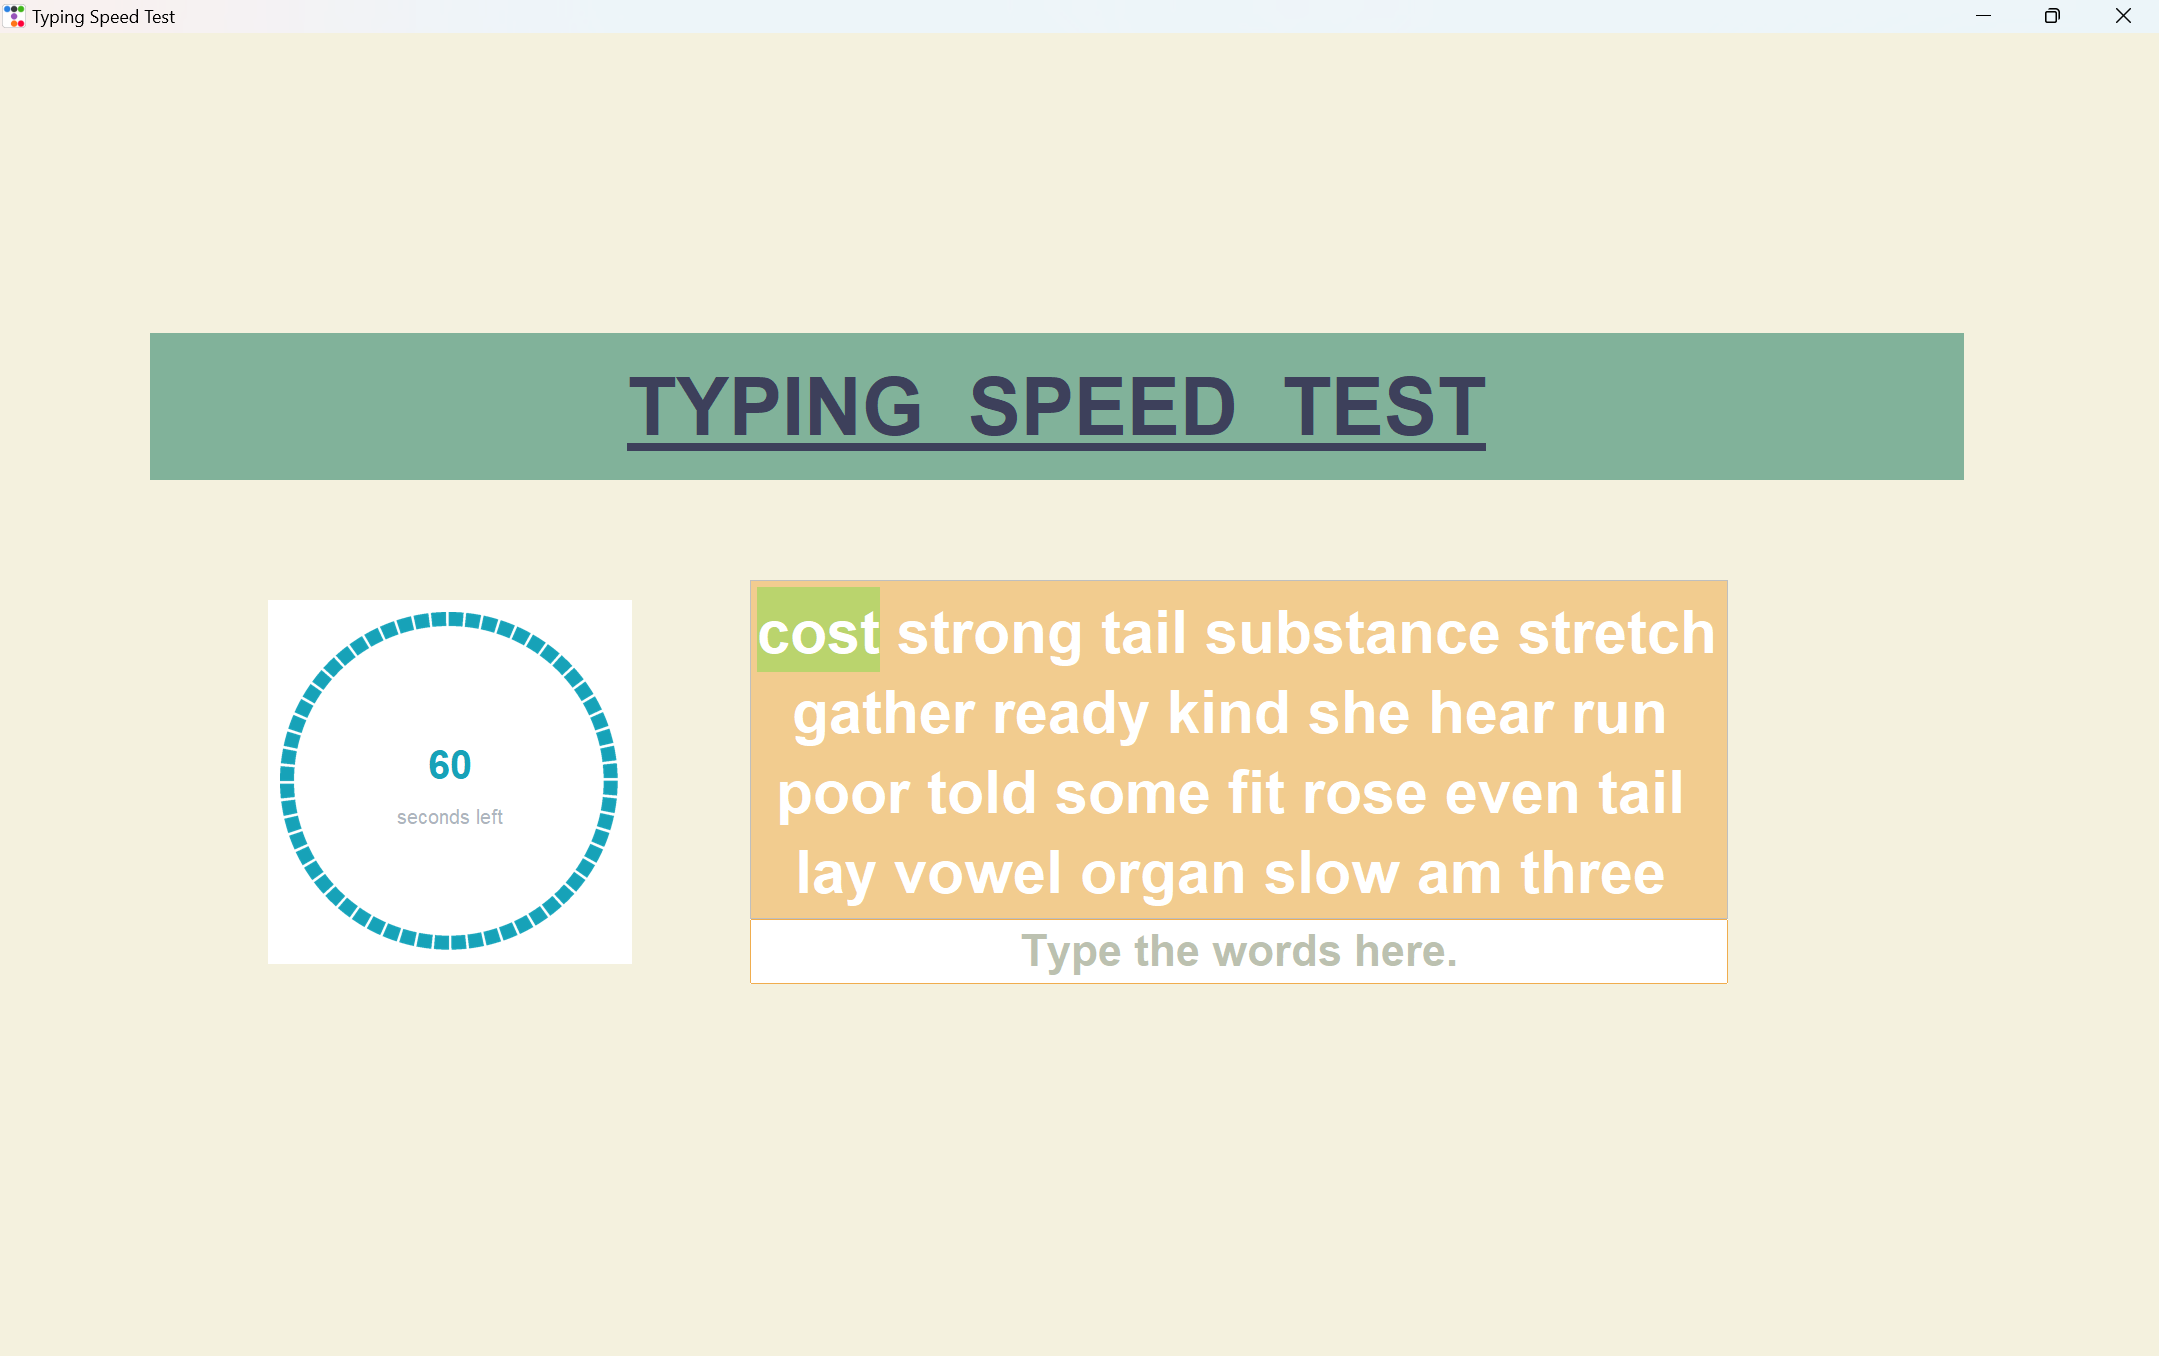 Typing Speed Test
TYPING SPEED TEST
60
seconds left
cost strong tail substance stretch
gather ready kind she hear run
poor told some fit rose even tail
lay vowel organ slow am three
Type the words here.